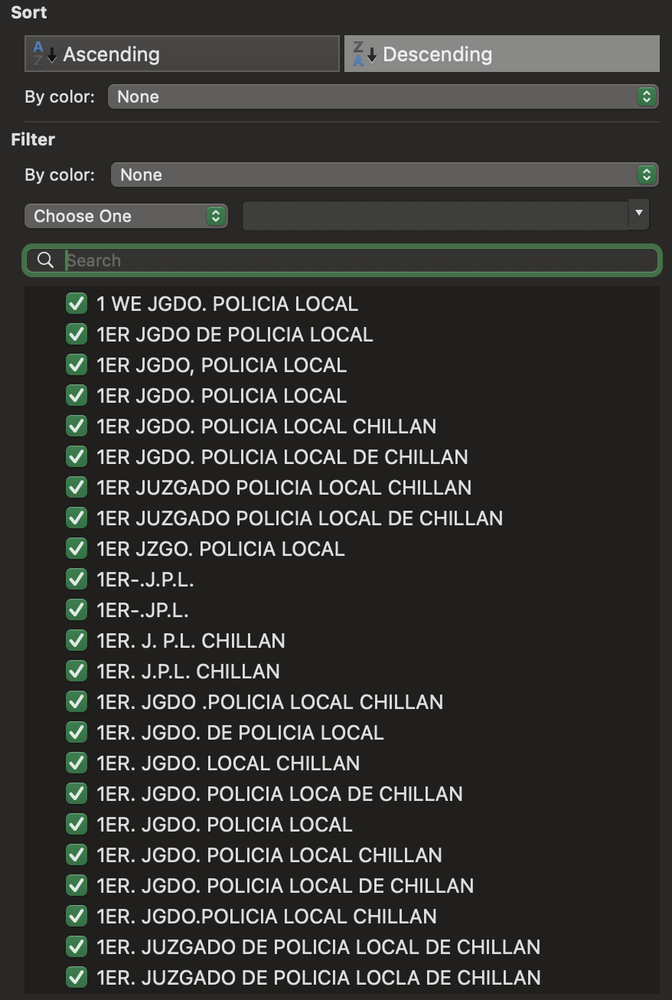 Sort
Ascending
Descending
By color: None
Filter
By color: None
Choose One
Search
1 WE JGDO. POLICIA LOCAL
1ER JGDO DE POLICIA LOCAL
1ER JGDO, POLICIA LOCAL
1ER JGDO. POLICIA LOCAL
1ER JGDO. POLICIA LOCAL CHILLAN
1ER JGDO. POLICIA LOCAL DE CHILLAN
1ER JUZGADO POLICIA LOCAL CHILLAN
1ER JUZGADO POLICIA LOCAL DE CHILLAN
1ER JZGO. POLICIA LOCAL
1ER-.J.P.L.
1ER-.JP.L.
1ER. J. P.L. CHILLAN
1ER. J.P.L. CHILLAN
1ER. JGDO .POLICIA LOCAL CHILLAN
1ER. JGDO. DE POLICIA LOCAL
1ER. JGDO. LOCAL CHILLAN
1ER. JGDO. POLICIA LOCA DE CHILLAN
1ER. JGDO. POLICIA LOCAL
1ER. JGDO. POLICIA LOCAL CHILLAN
1ER. JGDO. POLICIA LOCAL DE CHILLAN
1ER. JGDO.POLICIA LOCAL CHILLAN
1ER. JUZGADO DE POLICIA LOCAL DE CHILLAN
1ER. JUZGADO DE POLICIA LOCLA DE CHILLAN